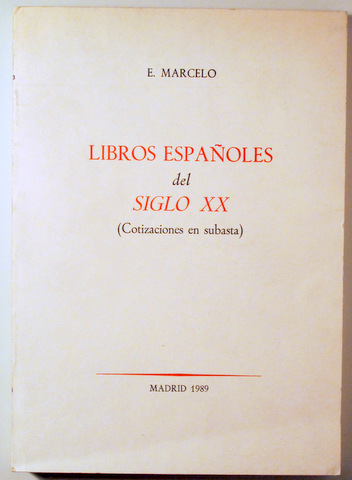 E. MARCELO
LIBROS ESPAÑOLES
del
SIGLO XX
(Cotizaciones en subasta)
MADRID 1989